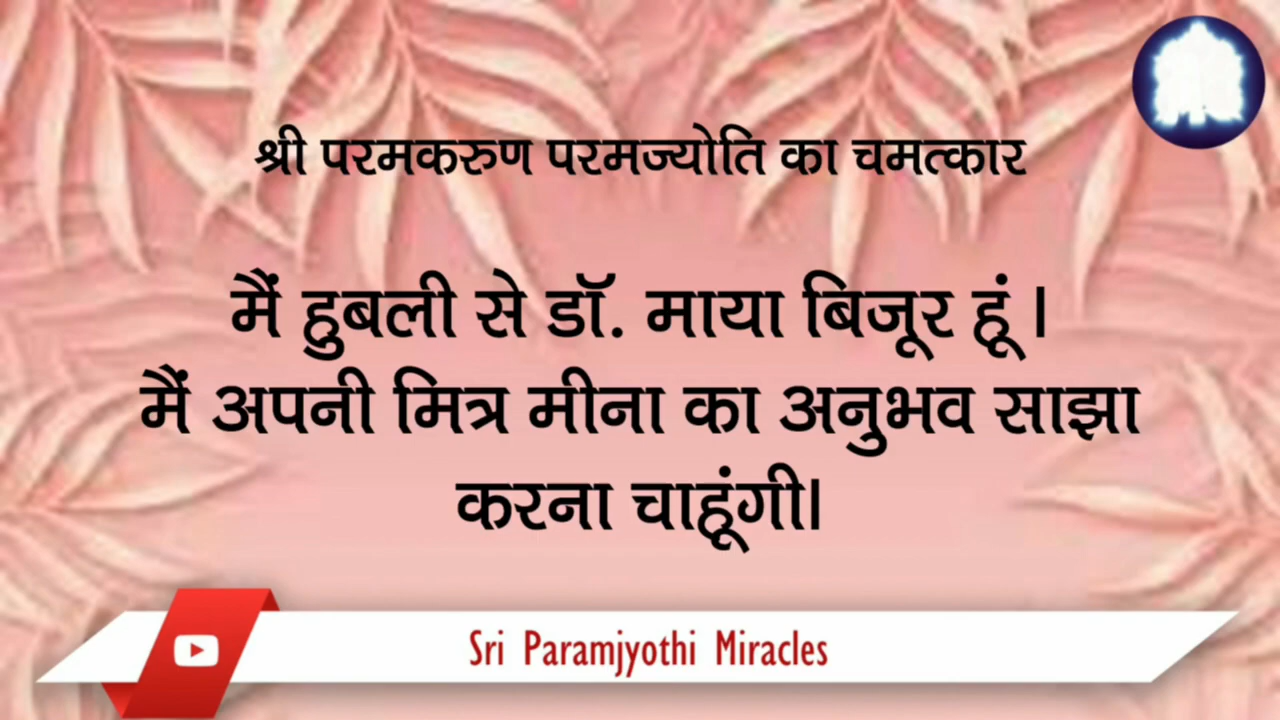 श्री परमकरुण परमज्योति का चमत्कार
मैं हुबली से डॉ. माया बिजूर हूं ।
मैं अपनी मित्र मीना का अनुभव साझा
करना चाहूंगी।
Sri Paramjyothi Miracles